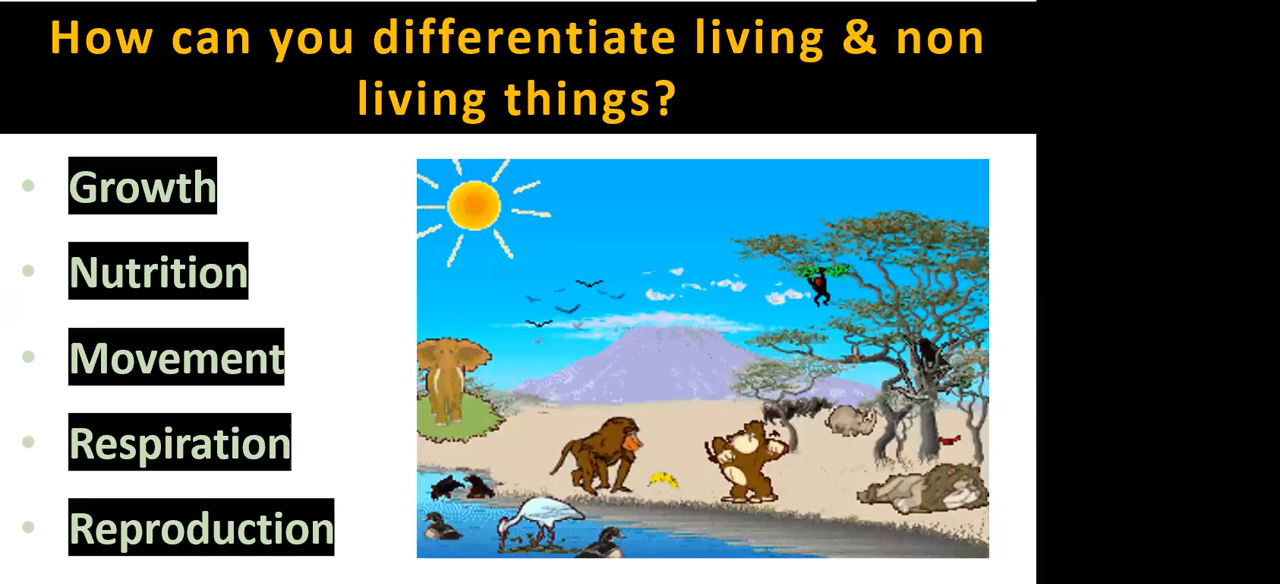 How can you differentiate living & non
living things?
Growth
Nutrition
Movement
Respiration
Reproduction